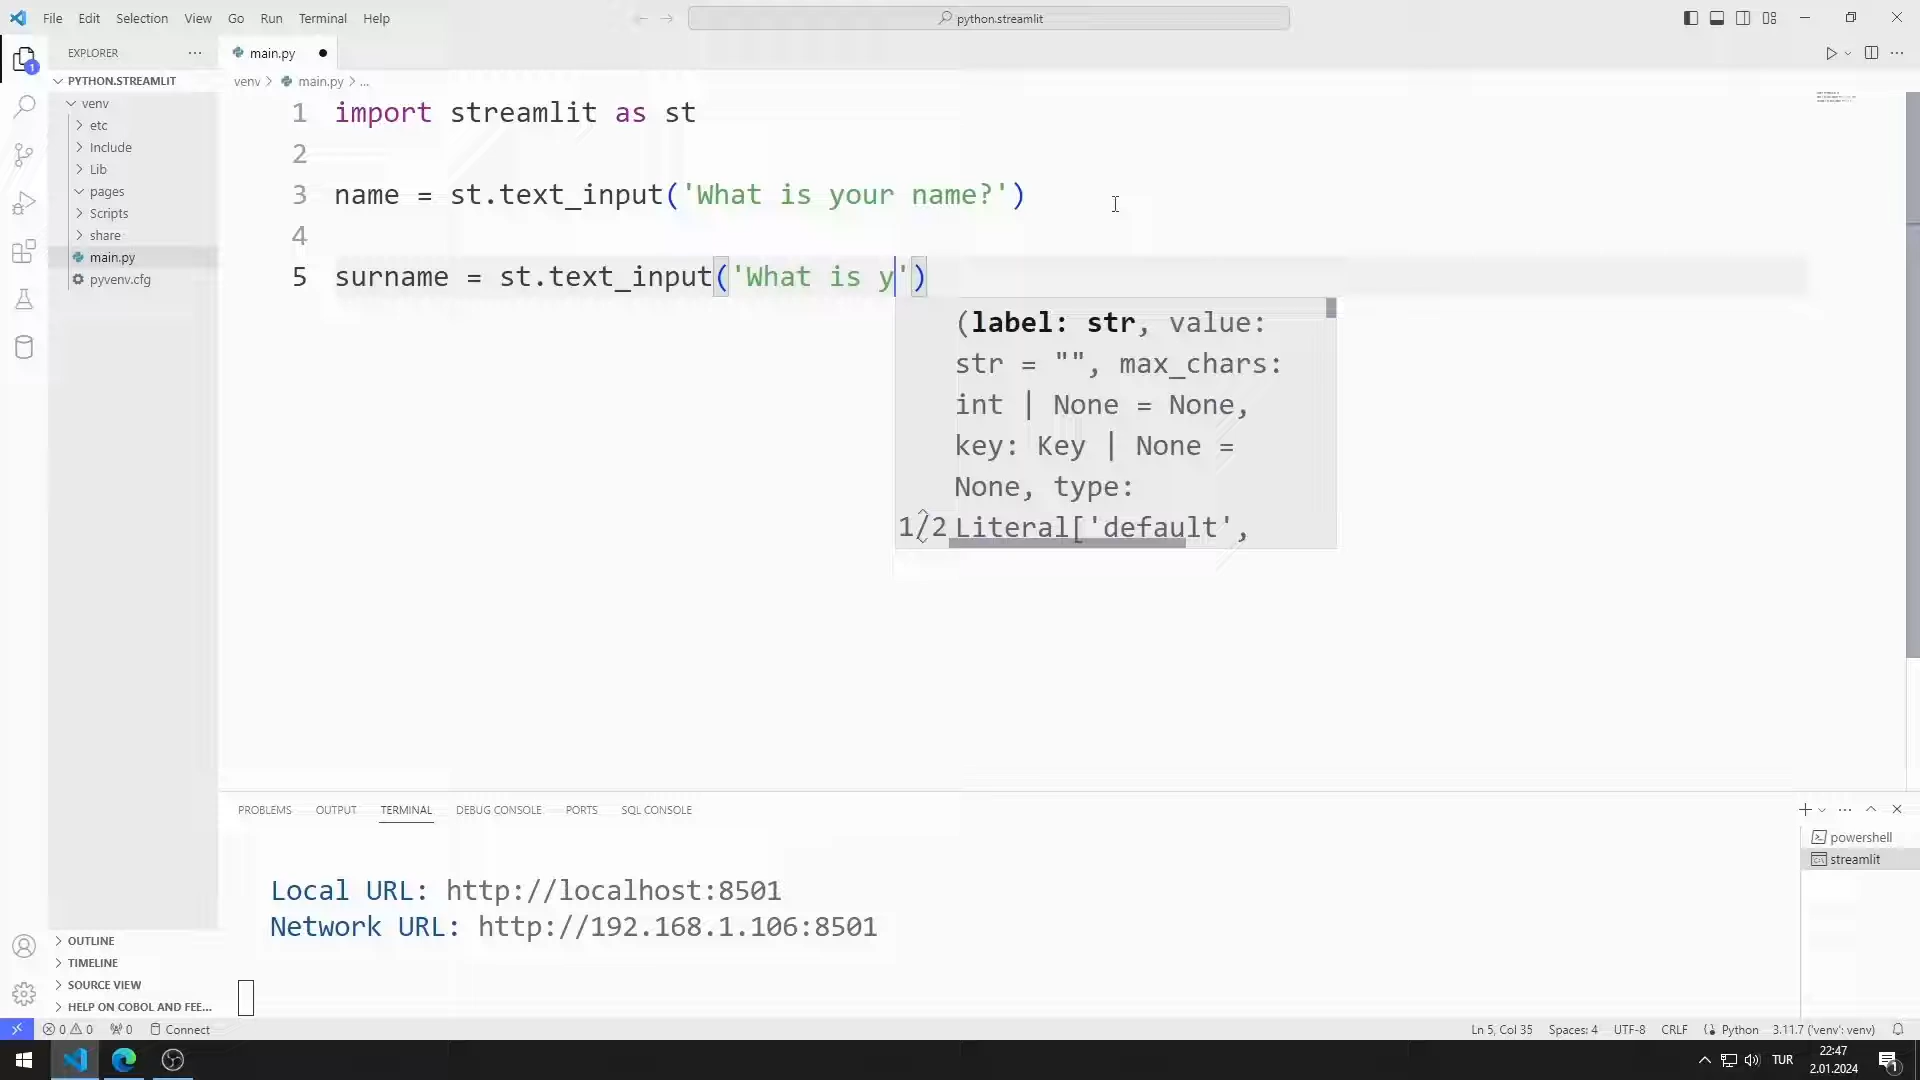 File Edit Selection View Go Run Terminal Help
python.streamlit
EXPLORER
main.py
PYTHON.STREAMLIT
venv > main.py > ...
venv
etc
Include
Lib
pages
Scripts
share
main.py
pyvenv.cfg
1
1 import streamlit as st
2
3 name = st.text_input('What is your name?')
4
5 surname = st.text_input('What is y')
(label: str, value:
str = "", max_chars:
int | None = None,
key: Key | None =
None, type:
1/2 Literal['default',
PROBLEMS OUTPUT TERMINAL DEBUG CONSOLE PORTS SQL CONSOLE
powershell
streamlit
Local URL: http://localhost:8501
Network URL: http://192.168.1.106:8501
OUTLINE
TIMELINE
SOURCE VIEW
HELP ON COBOL AND FEE...
0 0 0 Connect
Ln 5, Col 35 Spaces: 4 UTF-8 CRLF Python 3.11.7 ('venv': venv)
TUR
22:47
2.01.2024
1